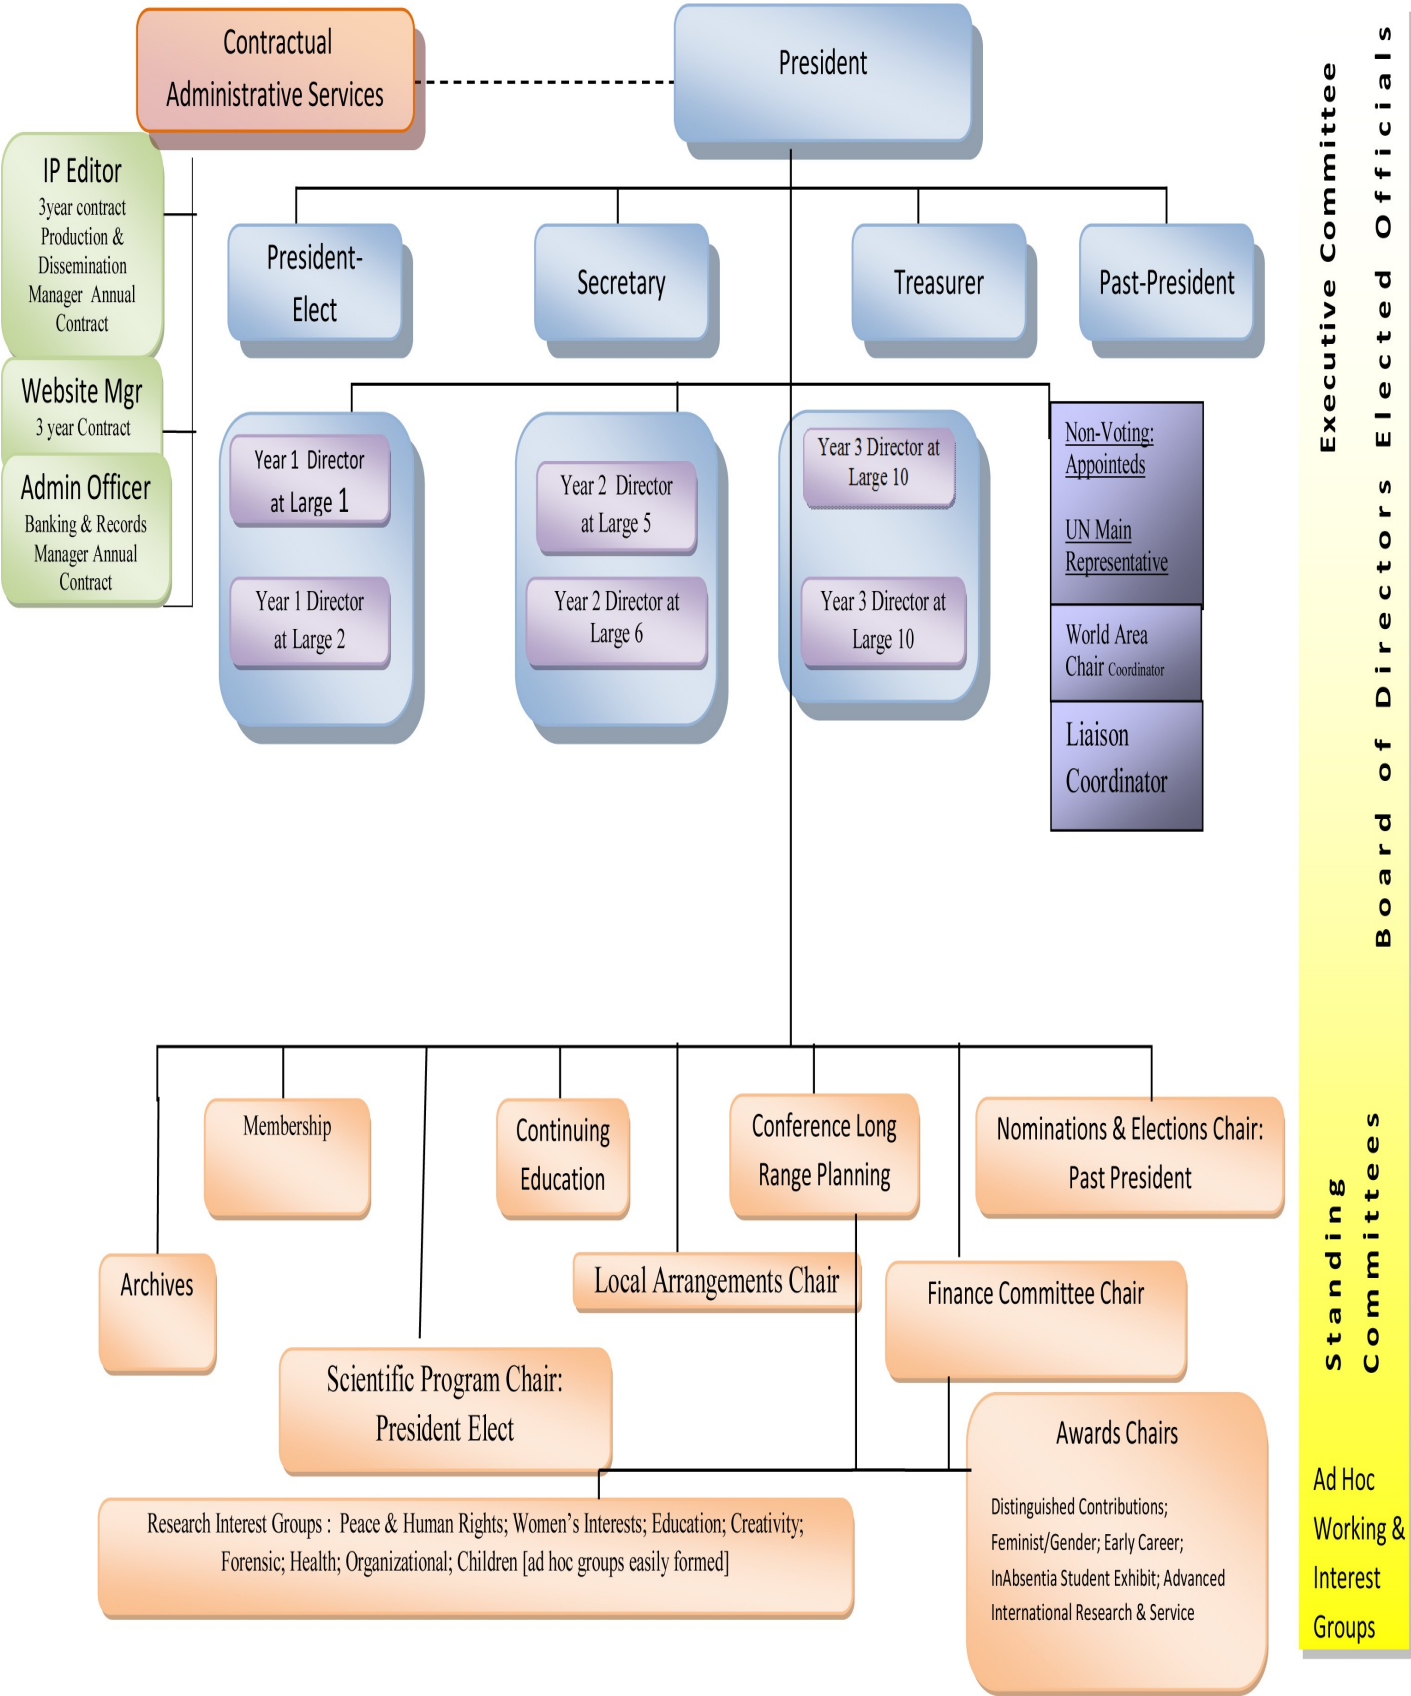 Contractual
Administrative Services
President
IP Editor
3year contract
Production &
Dissemination
Manager Annual
Contract
Website Mgr
3 year Contract
Admin Officer
Banking & Records
Manager Annual
Contract
President-
Elect
Secretary
Treasurer
Past-President
Year 1 Director
at Large 1
Year 1 Director
at Large 2
Year 2 Director
at Large 5
Year 2 Director at
Large 6
Year 3 Director at
Large 10
Year 3 Director at
Large 10
Non-Voting:
Appointeds
UN Main
Representative
World Area
Chair Coordinator
Liaison
Coordinator
Membership
Continuing
Education
Conference Long
Range Planning
Nominations & Elections Chair:
Past President
Archives
Local Arrangements Chair
Finance Committee Chair
Scientific Program Chair:
President Elect
Awards Chairs
Distinguished Contributions;
Feminist/Gender; Early Career;
InAbsentia Student Exhibit; Advanced
International Research & Service
Research Interest Groups : Peace & Human Rights; Women’s Interests; Education; Creativity;
Forensic; Health; Organizational; Children [ad hoc groups easily formed]
Executive Committee
Board of Directors Elected Officials
Standing
Committees
Ad Hoc
Working &
Interest
Groups